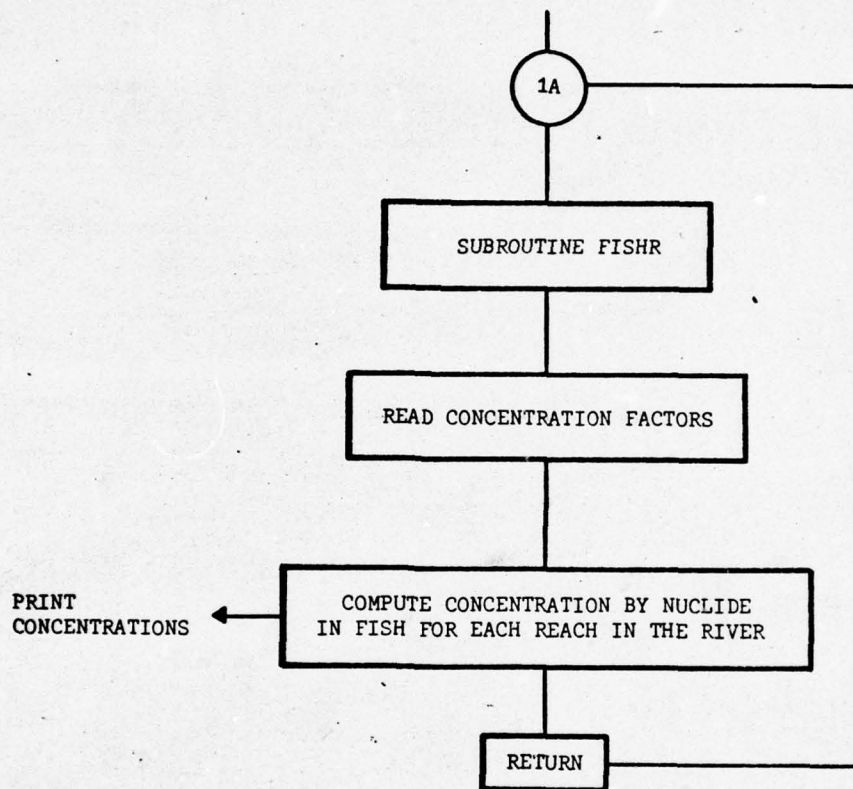 1A
SUBROUTINE FISHR
READ CONCENTRATION FACTORS
PRINT
CONCENTRATIONS
COMPUTE CONCENTRATION BY NUCLIDE
IN FISH FOR EACH REACH IN THE RIVER
RETURN